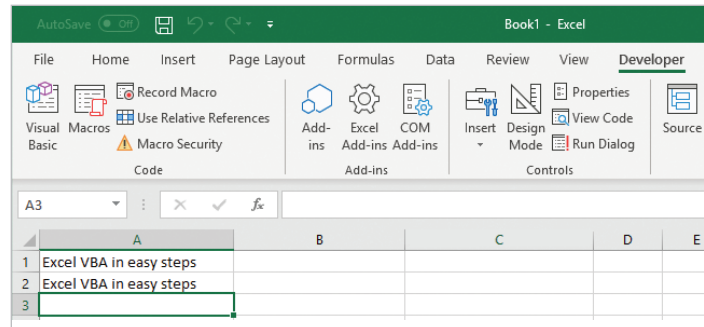 AutoSave Off Book1 - Excel
File Home Insert Page Layout Formulas Data Review View Developer
Visual Basic
Macros
Record Macro
Use Relative References
Macro Security
Code
Add-ins
Excel Add-ins
COM Add-ins
Add-ins
Insert
Design Mode
Properties
View Code
Run Dialog
Controls
Source
A3 fx
A B C D E
1 Excel VBA in easy steps
2 Excel VBA in easy steps
3